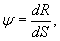 ψ = dR/dS,